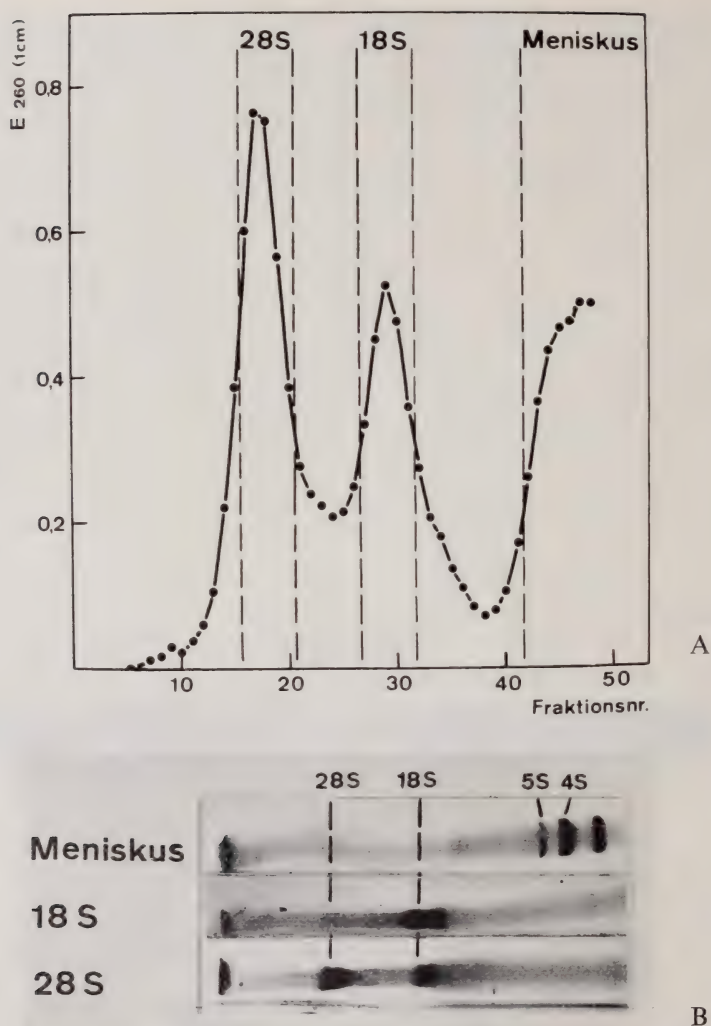 E 260 (1cm)
28S 18S Meniskus
0,8
0,6
0,4
0,2
10 20 30 40 50
Fraktionsnr.
A
28S 18S 5S 4S
Meniskus
18 S
28 S
B